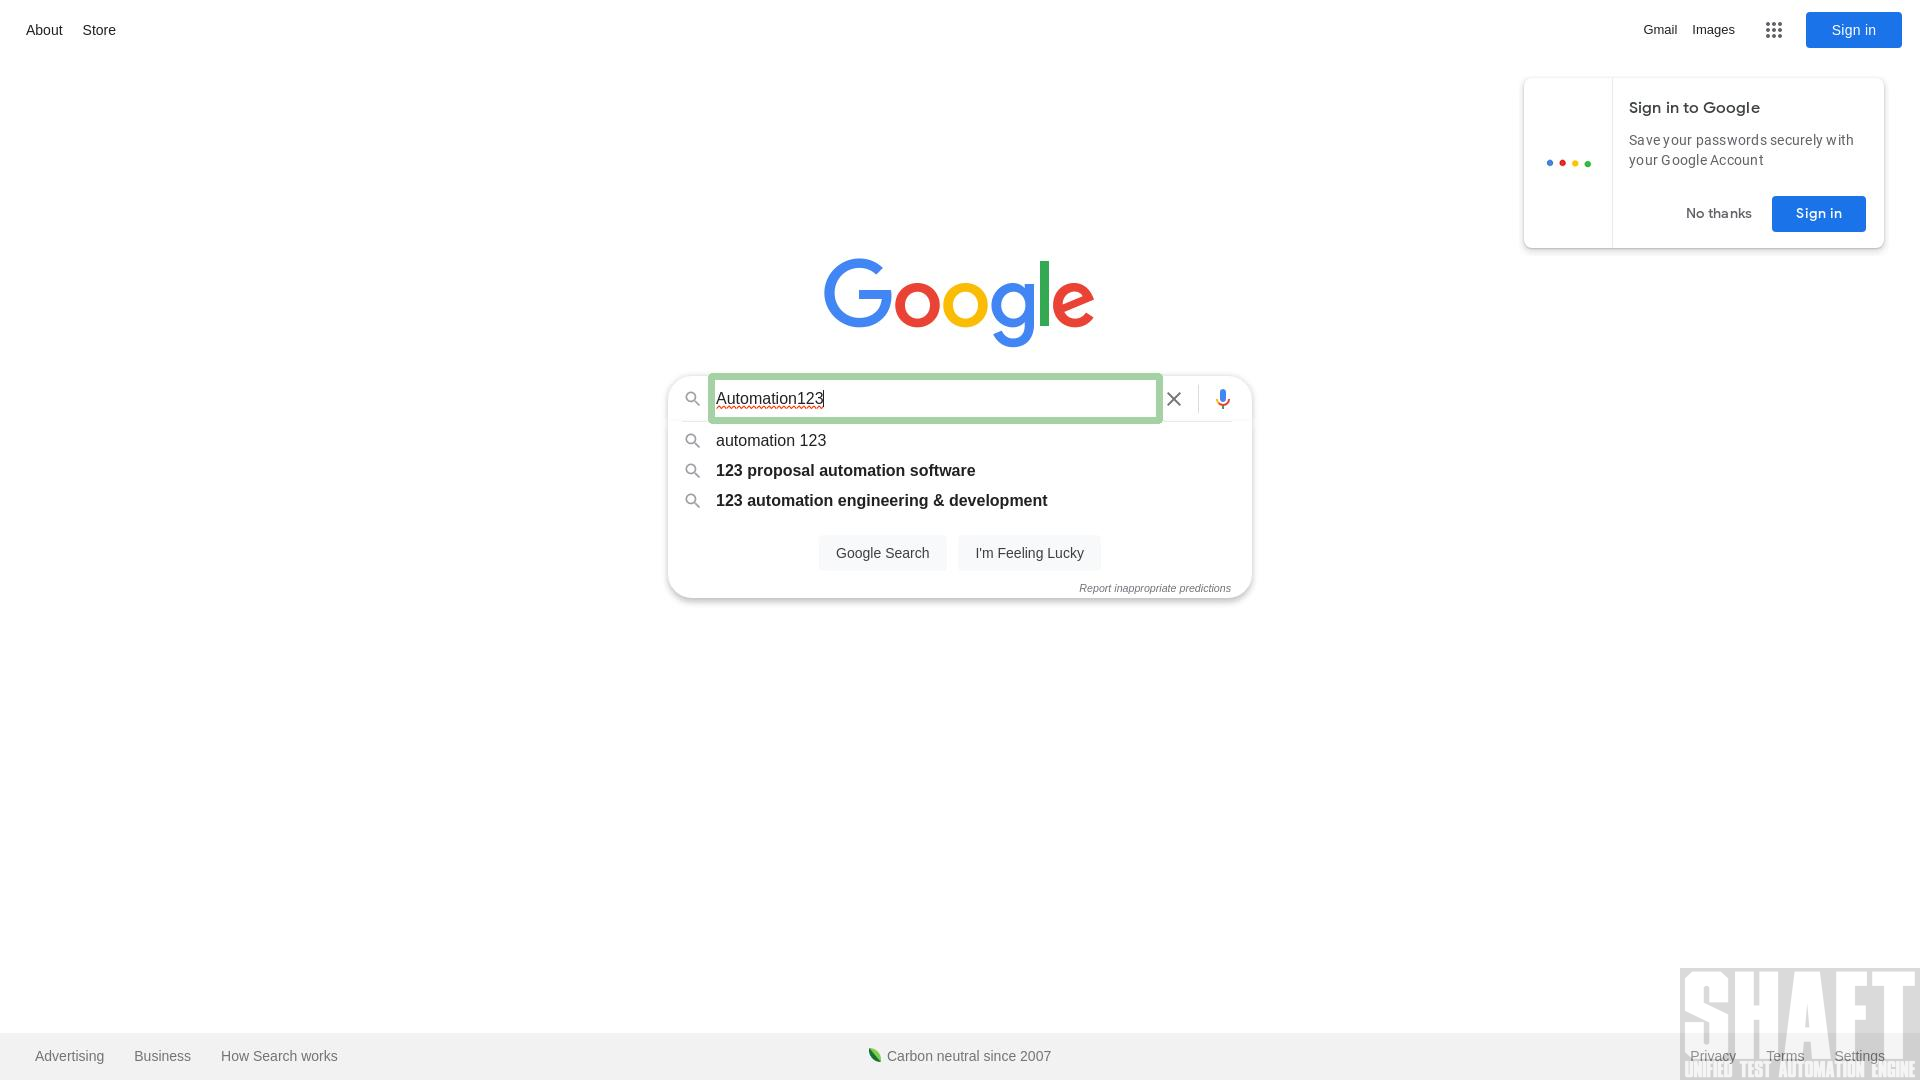 About Store
Gmail Images Sign in
Sign in to Google
Save your passwords securely with
your Google Account
No thanks Sign in
Google
Automation123
automation 123
123 proposal automation software
123 automation engineering & development
Google Search I'm Feeling Lucky
Report inappropriate predictions
Advertising Business How Search works Carbon neutral since 2007 Privacy Terms Settings
SHAFT
UNIFIED TEST AUTOMATION ENGINE